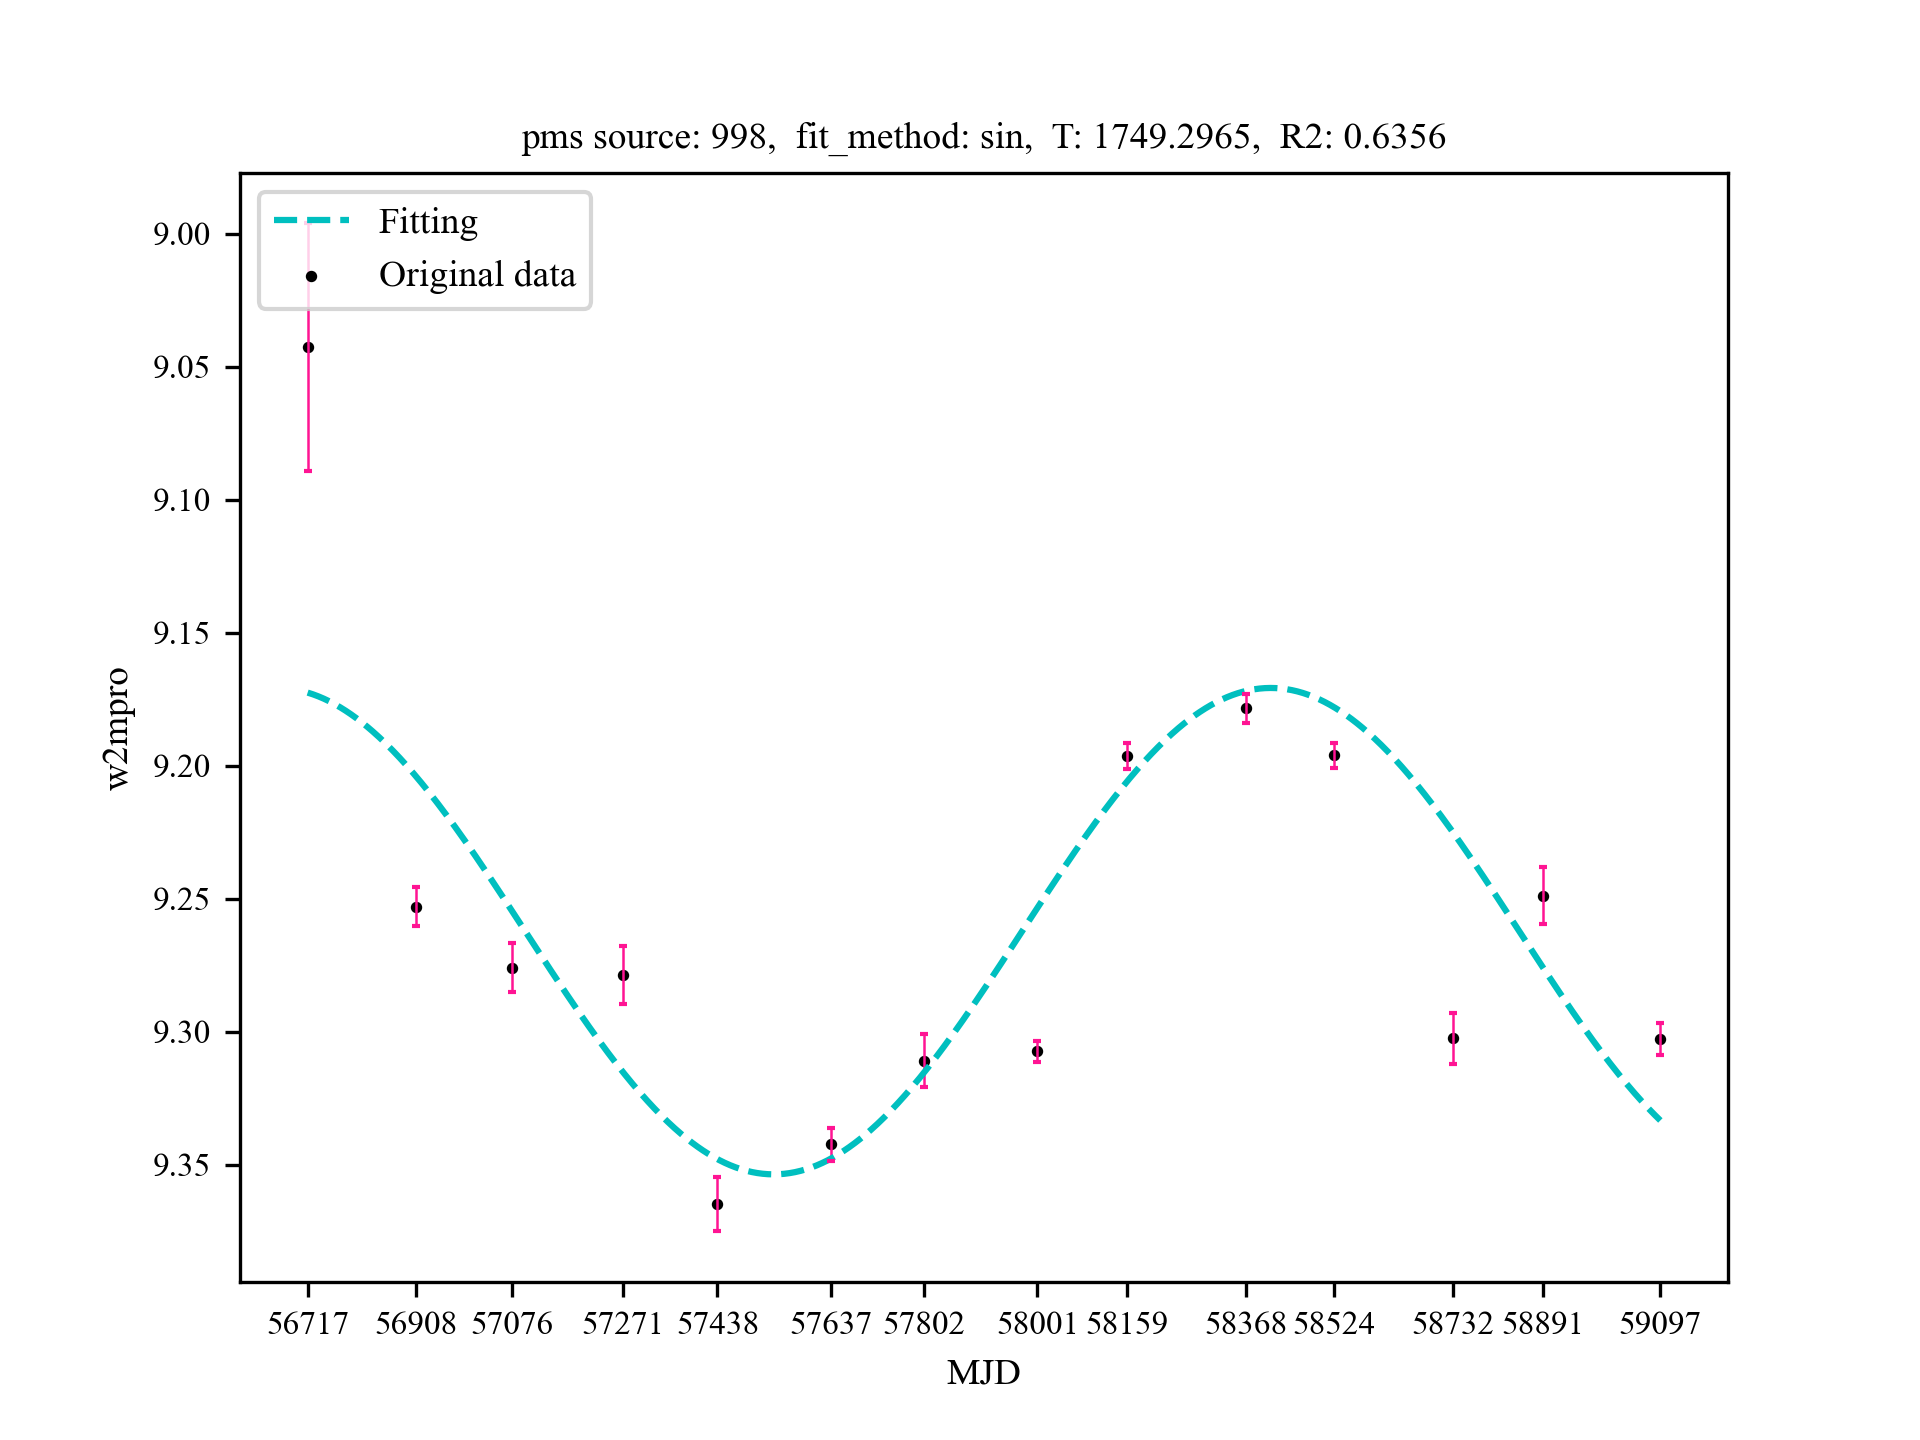 pms source: 998,  fit_method: sin,  T: 1749.2965,  R2: 0.6356
Fitting
Original data
9.00
9.05
9.10
9.15
9.20
9.25
9.30
9.35
w2mpro
56717 56908 57076 57271 57438 57637 57802 58001 58159 58368 58524 58732 58891 59097
MJD